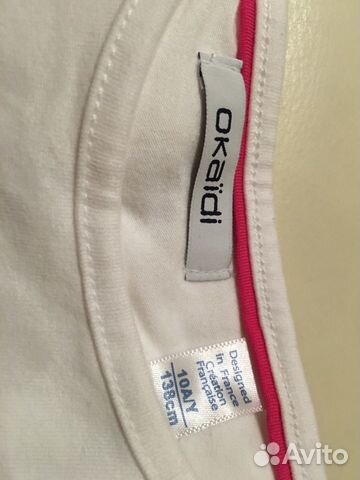 okaïdi
Designed
in France
Création
Française
10A/Y
138cm
Avito